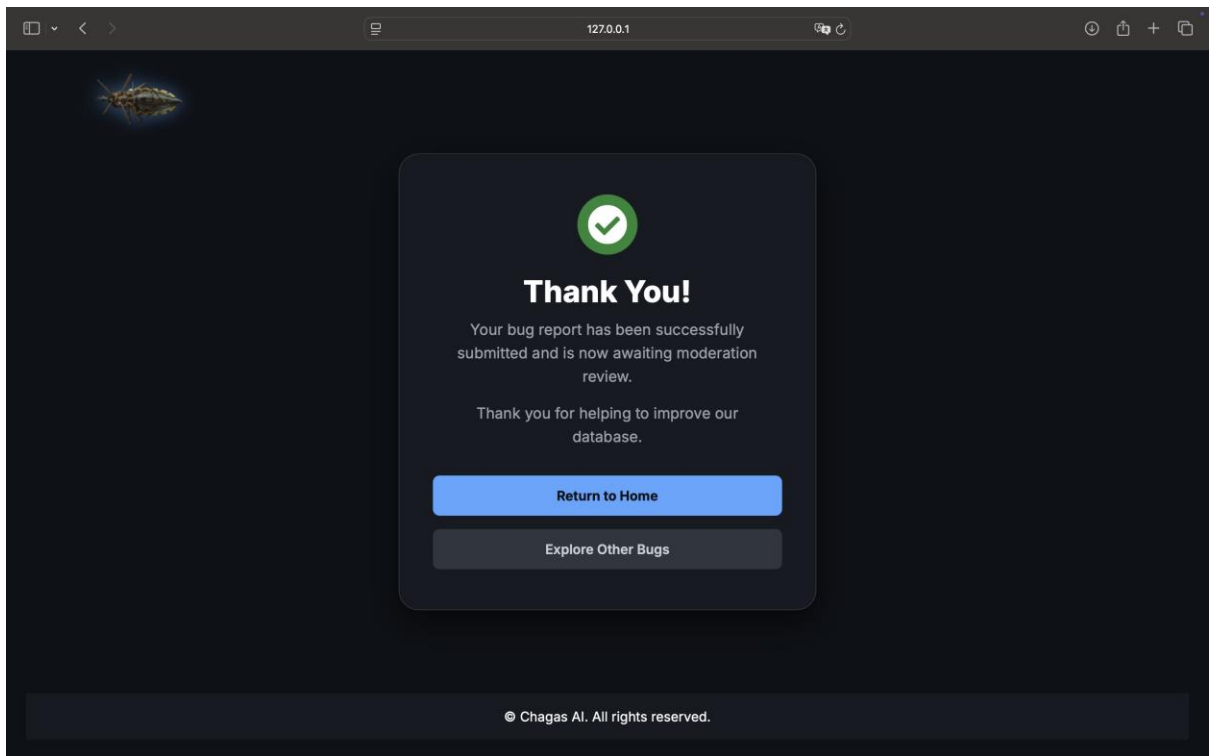 127.0.0.1
Thank You!
Your bug report has been successfully
submitted and is now awaiting moderation
review.
Thank you for helping to improve our
database.
Return to Home
Explore Other Bugs
© Chagas AI. All rights reserved.